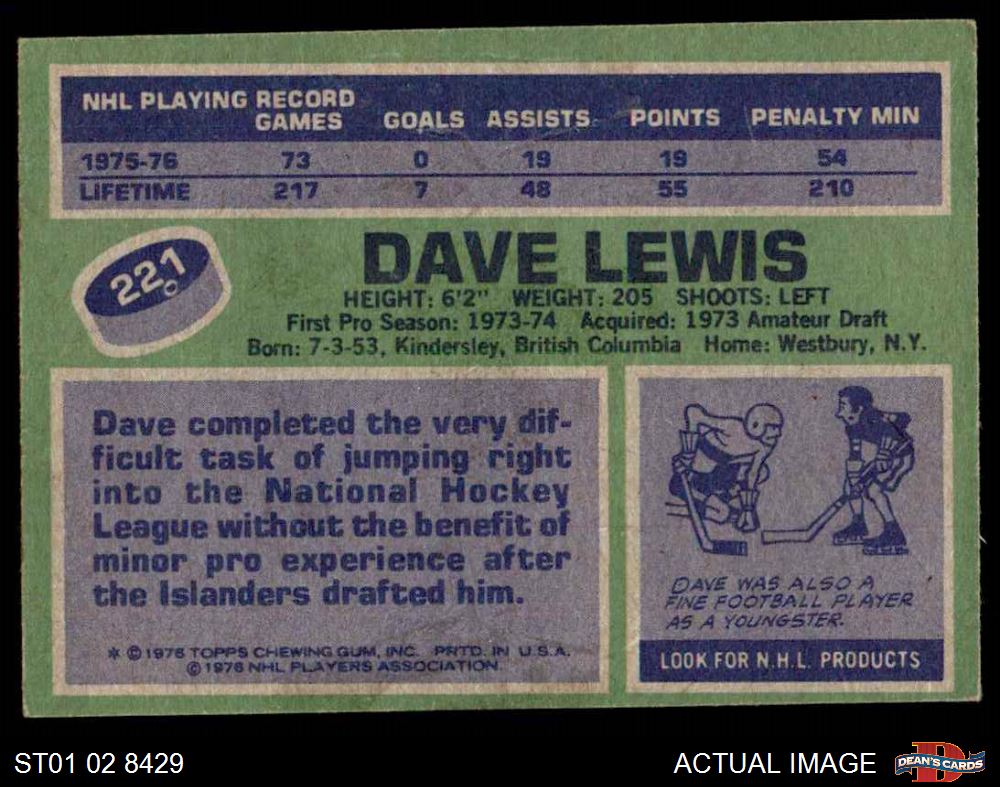 NHL PLAYING RECORD
GAMES GOALS ASSISTS POINTS PENALTY MIN
1975-76 73 0 19 19 54
LIFETIME 217 7 48 55 210
221
DAVE LEWIS
HEIGHT: 6'2" WEIGHT: 205 SHOOTS: LEFT
First Pro Season: 1973-74 Acquired: 1973 Amateur Draft
Born: 7-3-53, Kindersley, British Columbia Home: Westbury, N.Y.
Dave completed the very dif-
ficult task of jumping right
into the National Hockey
League without the benefit of
minor pro experience after
the Islanders drafted him.
* © 1976 TOPPS CHEWING GUM, INC. PRTD. IN U.S.A.
© 1976 NHL PLAYERS ASSOCIATION
DAVE WAS ALSO A
FINE FOOTBALL PLAYER
AS A YOUNGSTER.
LOOK FOR N.H.L. PRODUCTS
ST01 02 8429
ACTUAL IMAGE
DEAN'S CARDS